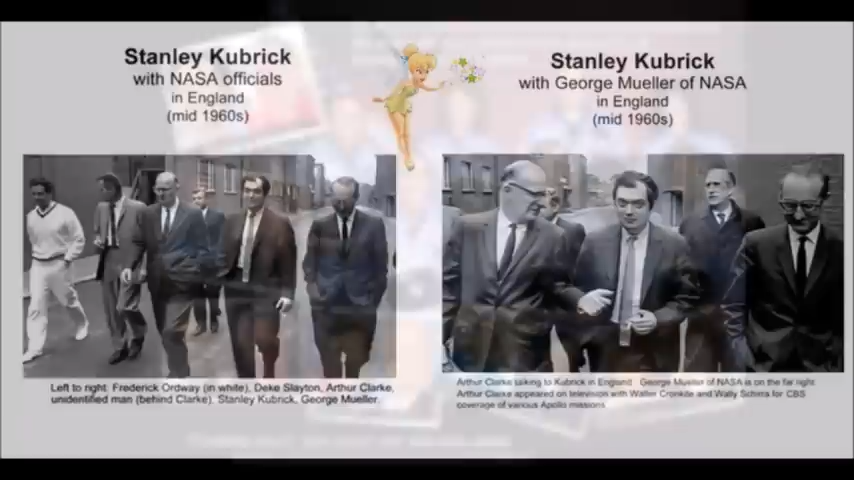 Stanley Kubrick
with NASA officials
in England
(mid 1960s)
Left to right: Frederick Ordway (in white), Deke Slayton, Arthur Clarke,
unidentified man (behind Clarke), Stanley Kubrick, George Mueller.
Stanley Kubrick
with George Mueller of NASA
in England
(mid 1960s)
Arthur Clarke talking to Kubrick in England. George Mueller of NASA is on the far right
Arthur Clarke appeared on television with Walter Cronkite and Wally Schirra for CBS
coverage of various Apollo missions